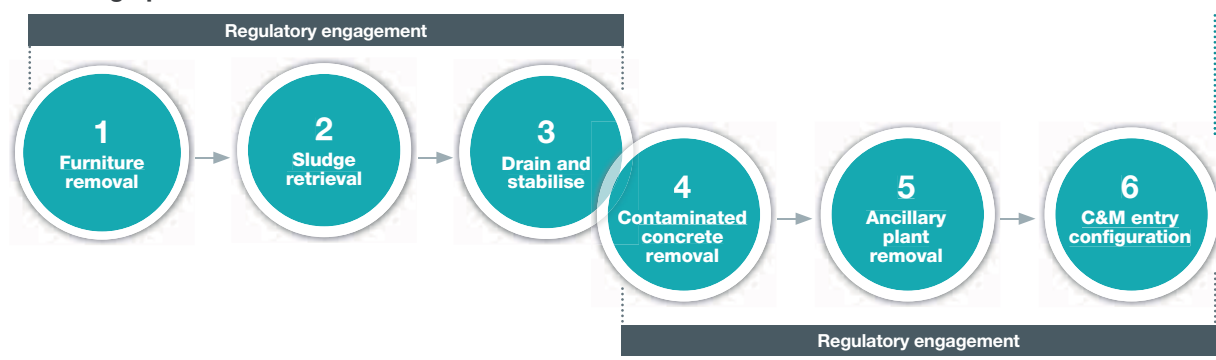 Regulatory engagement
1
Furniture
removal
2
Sludge
retrieval
3
Drain and
stabilise
4
Contaminated
concrete
removal
5
Ancillary
plant
removal
6
C&M entry
configuration
Regulatory engagement